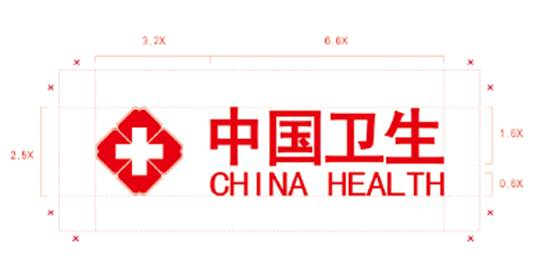 3.2X 6.6X
× ×
× ×
2.5X
中国卫生
CHINA HEALTH
1.6X
0.6X
× ×
× ×